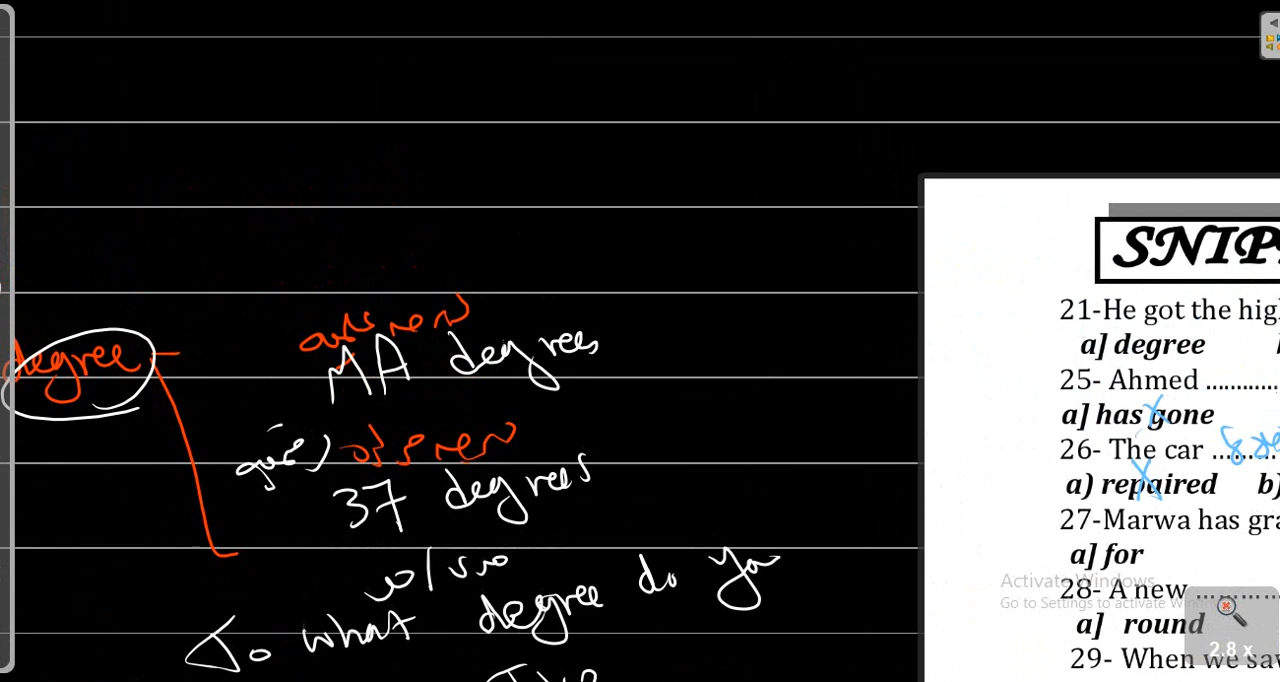 degree
MA degrees
37 degrees
To what degree do you
SNIP
21-He got the hig
a] degree
25- Ahmed ............
a] has gone
26- The car ..........
a) repaired b)
27-Marwa has gra
a] for
Activate Windows
28- A new ............
Go to Settings to activate Win
a] round
2.8 x
29- When we saw